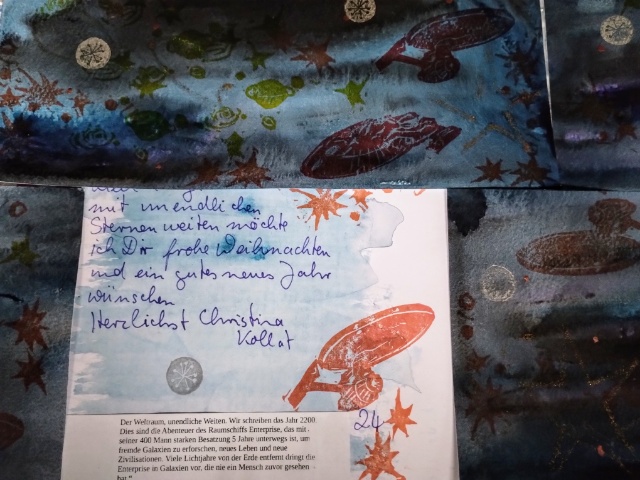 mit unendlichen
Sternenweiten möchte
ich Dir frohe Weihnachten
und ein gutes neues Jahr
wünschen
Herzlichst Christina
Kollat
24
Der Weltraum, unendliche Weiten. Wir schreiben das Jahr 2200.
Dies sind die Abenteuer des Raumschiffs Enterprise, das mit
seiner 400 Mann starken Besatzung 5 Jahre unterwegs ist, um
fremde Galaxien zu erforschen, neues Leben und neue
Zivilisationen. Viele Lichtjahre von der Erde entfernt dringt die
Enterprise in Galaxien vor, die nie ein Mensch zuvor gesehen
hat."